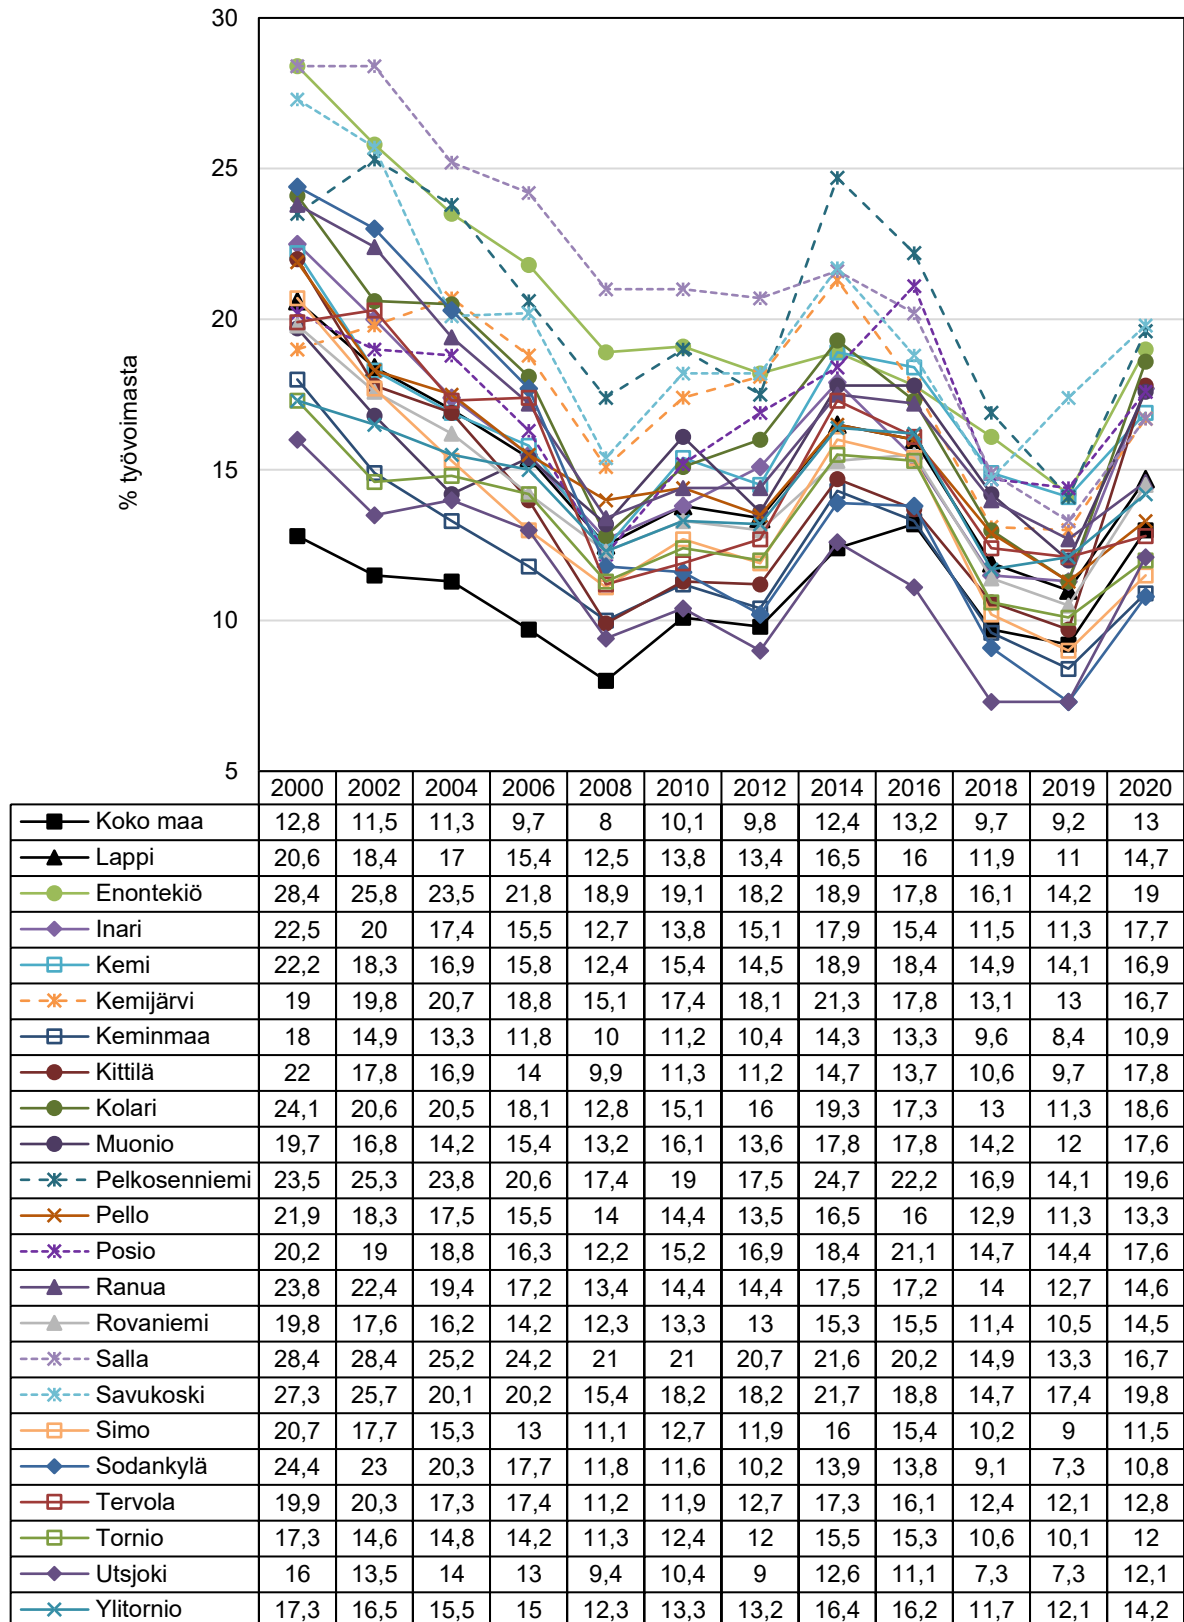 30
25
20
15
10
5
% työvoimasta
2000 2002 2004 2006 2008 2010 2012 2014 2016 2018 2019 2020
Koko maa 12,8 11,5 11,3 9,7 8 10,1 9,8 12,4 13,2 9,7 9,2 13
Lappi 20,6 18,4 17 15,4 12,5 13,8 13,4 16,5 16 11,9 11 14,7
Enontekiö 28,4 25,8 23,5 21,8 18,9 19,1 18,2 18,9 17,8 16,1 14,2 19
Inari 22,5 20 17,4 15,5 12,7 13,8 15,1 17,9 15,4 11,5 11,3 17,7
Kemi 22,2 18,3 16,9 15,8 12,4 15,4 14,5 18,9 18,4 14,9 14,1 16,9
Kemijärvi 19 19,8 20,7 18,8 15,1 17,4 18,1 21,3 17,8 13,1 13 16,7
Keminmaa 18 14,9 13,3 11,8 10 11,2 10,4 14,3 13,3 9,6 8,4 10,9
Kittilä 22 17,8 16,9 14 9,9 11,3 11,2 14,7 13,7 10,6 9,7 17,8
Kolari 24,1 20,6 20,5 18,1 12,8 15,1 16 19,3 17,3 13 11,3 18,6
Muonio 19,7 16,8 14,2 15,4 13,2 16,1 13,6 17,8 17,8 14,2 12 17,6
Pelkosenniemi 23,5 25,3 23,8 20,6 17,4 19 17,5 24,7 22,2 16,9 14,1 19,6
Pello 21,9 18,3 17,5 15,5 14 14,4 13,5 16,5 16 12,9 11,3 13,3
Posio 20,2 19 18,8 16,3 12,2 15,2 16,9 18,4 21,1 14,7 14,4 17,6
Ranua 23,8 22,4 19,4 17,2 13,4 14,4 14,4 17,5 17,2 14 12,7 14,6
Rovaniemi 19,8 17,6 16,2 14,2 12,3 13,3 13 15,3 15,5 11,4 10,5 14,5
Salla 28,4 28,4 25,2 24,2 21 21 20,7 21,6 20,2 14,9 13,3 16,7
Savukoski 27,3 25,7 20,1 20,2 15,4 18,2 18,2 21,7 18,8 14,7 17,4 19,8
Simo 20,7 17,7 15,3 13 11,1 12,7 11,9 16 15,4 10,2 9 11,5
Sodankylä 24,4 23 20,3 17,7 11,8 11,6 10,2 13,9 13,8 9,1 7,3 10,8
Tervola 19,9 20,3 17,3 17,4 11,2 11,9 12,7 17,3 16,1 12,4 12,1 12,8
Tornio 17,3 14,6 14,8 14,2 11,3 12,4 12 15,5 15,3 10,6 10,1 12
Utsjoki 16 13,5 14 13 9,4 10,4 9 12,6 11,1 7,3 7,3 12,1
Ylitornio 17,3 16,5 15,5 15 12,3 13,3 13,2 16,4 16,2 11,7 12,1 14,2